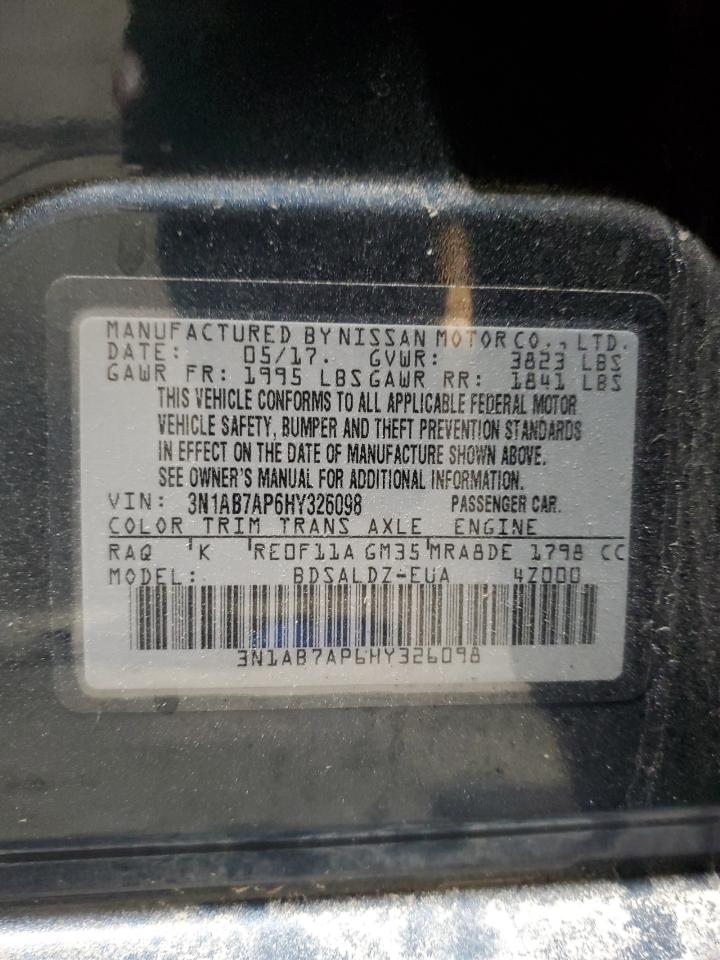 MANUFACTURED BY NISSAN MOTOR CO., LTD.
DATE: 05/17. GVWR: 3823 LBS
GAWR FR: 1995 LBS GAWR RR: 1841 LBS
THIS VEHICLE CONFORMS TO ALL APPLICABLE FEDERAL MOTOR
VEHICLE SAFETY, BUMPER AND THEFT PREVENTION STANDARDS
IN EFFECT ON THE DATE OF MANUFACTURE SHOWN ABOVE.
SEE OWNER'S MANUAL FOR ADDITIONAL INFORMATION.
VIN: 3N1AB7AP6HY326098 PASSENGER CAR.
COLOR TRIM TRANS AXLE ENGINE
RAQ K RE0F11A GM35 MRA8DE 1798 CC
MODEL: BDSALDZ-EUA 4Z000
3N1AB7AP6HY326098